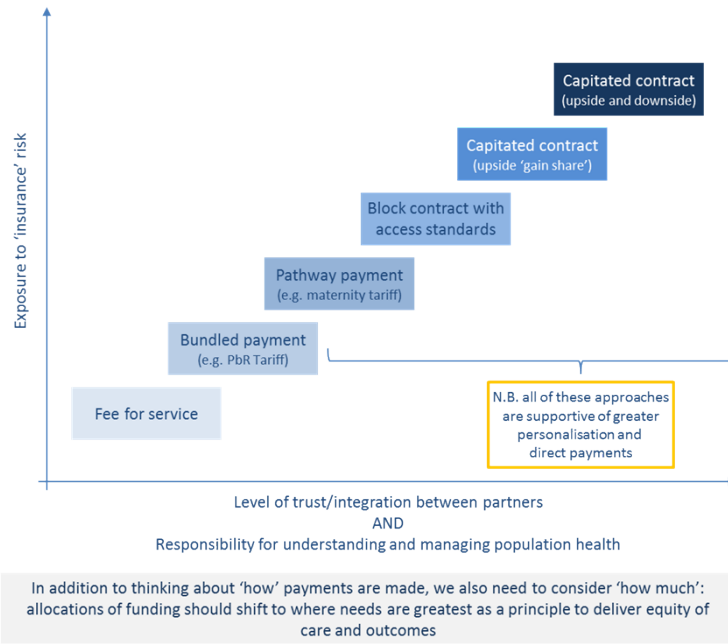 Exposure to 'insurance' risk
Capitated contract
(upside and downside)
Capitated contract
(upside 'gain share')
Block contract with
access standards
Pathway payment
(e.g. maternity tariff)
Bundled payment
(e.g. PbR Tariff)
Fee for service
N.B. all of these approaches
are supportive of greater
personalisation and
direct payments
Level of trust/integration between partners
AND
Responsibility for understanding and managing population health
In addition to thinking about 'how' payments are made, we also need to consider 'how much':
allocations of funding should shift to where needs are greatest as a principle to deliver equity of
care and outcomes